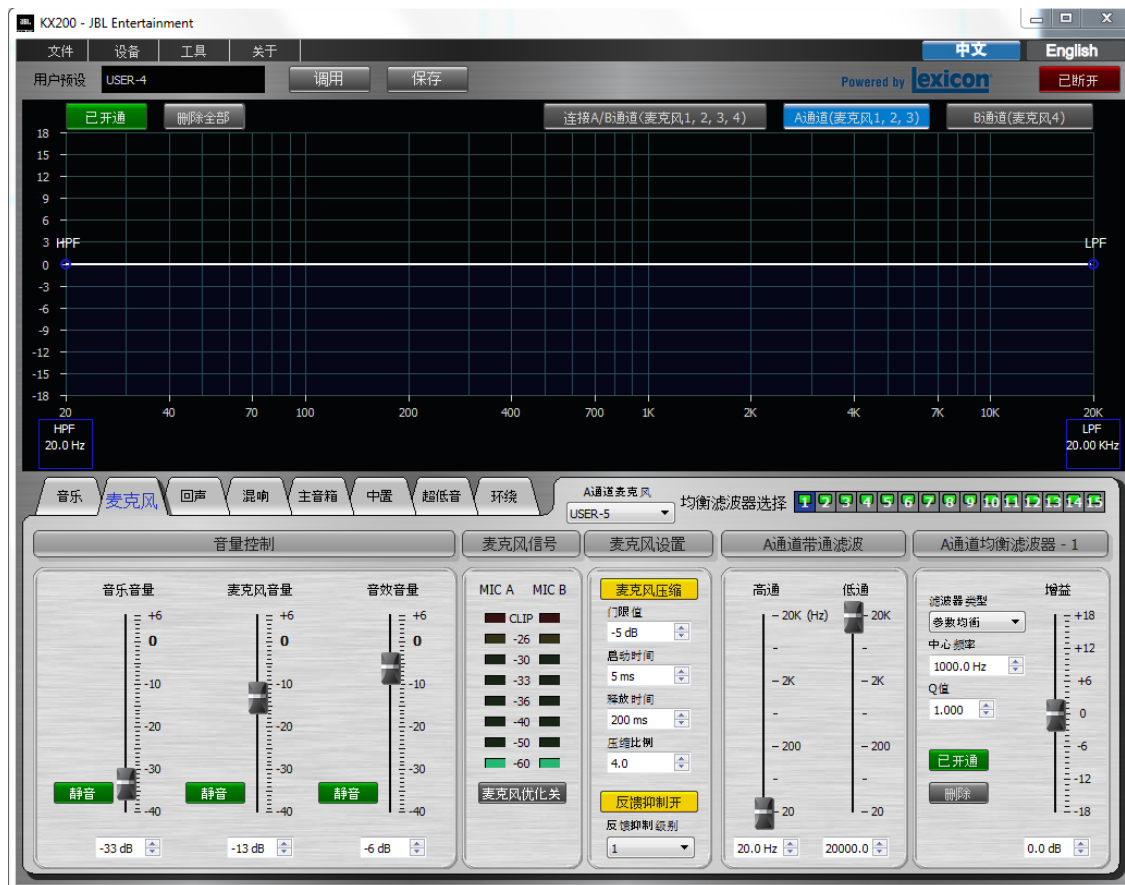 KX200 - JBL Entertainment
文件 设备 工具 关于 中文 English
用户预设 USER-4 调用 保存 Powered by lexicon 已断开
已开通 删除全部 连接A/B通道(麦克风1, 2, 3, 4) A通道(麦克风1, 2, 3) B通道(麦克风4)
18
15
12
9
6
3 HPF LPF
0
-3
-6
-9
-12
-15
-18
20 40 70 100 200 400 700 1K 2K 4K 7K 10K 20K
HPF LPF
20.0 Hz 20.00 KHz
音乐 麦克风 回声 混响 主音箱 中置 超低音 环绕
A通道麦克风
USER-5
均衡滤波器选择 1 2 3 4 5 6 7 8 9 10 11 12 13 14 15
音量控制 麦克风信号 麦克风设置 A通道带通滤波 A通道均衡滤波器 - 1
音乐音量 麦克风音量 音效音量
+6 +6 +6
0 0 0
-10 -10 -10
-20 -20 -20
-30 -30 -30
静音 静音 静音
-40 -40 -40
-33 dB -13 dB -6 dB
MIC A MIC B
CLIP
-26
-30
-33
-36
-40
-50
-60
麦克风优化关
麦克风压缩
门限值
-5 dB
启动时间
5 ms
释放时间
200 ms
压缩比例
4.0
反馈抑制开
反馈抑制级别
1
高通 低通
20K (Hz) 20K
2K 2K
200 200
20 20
20.0 Hz 20000.0
滤波器类型
参数均衡
中心频率
1000.0 Hz
Q值
1.000
已开通
删除
增益
+18
+12
+6
0
-6
-12
-18
0.0 dB